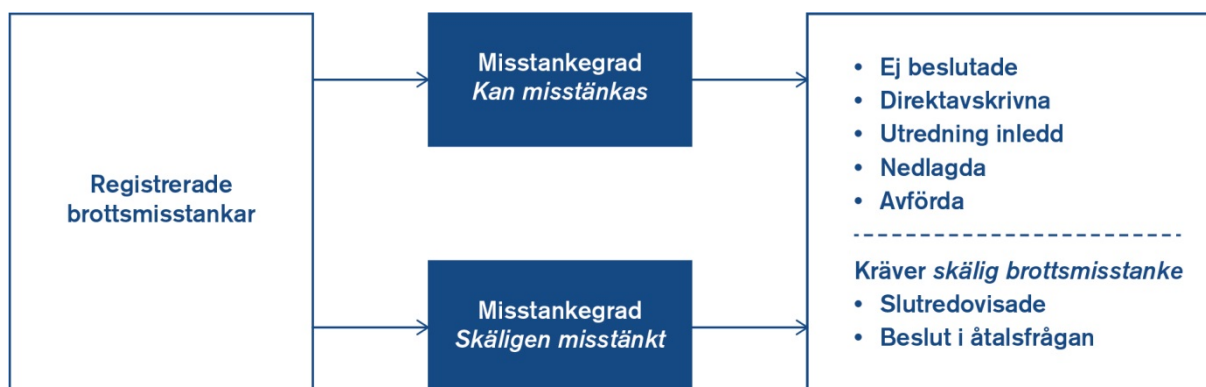 Registrerade
brottsmisstankar
Misstankegrad
Kan misstänkas
Misstankegrad
Skäligen misstänkt
• Ej beslutade
• Direktavskrivna
• Utredning inledd
• Nedlagda
• Avförda
Kräver skälig brottsmisstanke
• Slutredovisade
• Beslut i åtalsfrågan